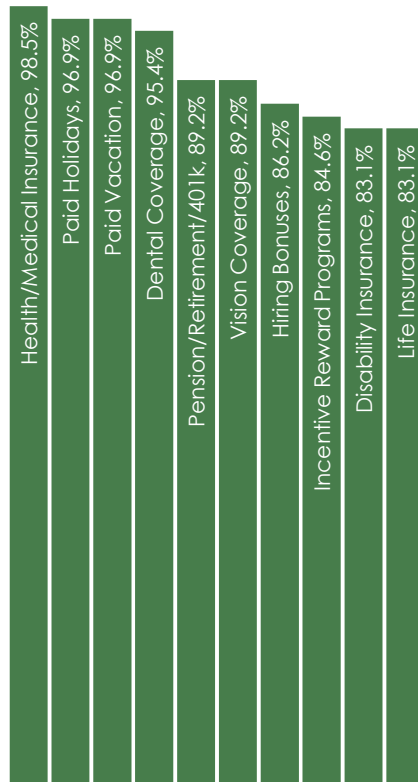 Health/Medical Insurance, 98.5%
Paid Holidays, 96.9%
Paid Vacation, 96.9%
Dental Coverage, 95.4%
Pension/Retirement/401k, 89.2%
Vision Coverage, 89.2%
Hiring Bonuses, 86.2%
Incentive Reward Programs, 84.6%
Disability Insurance, 83.1%
Life Insurance, 83.1%